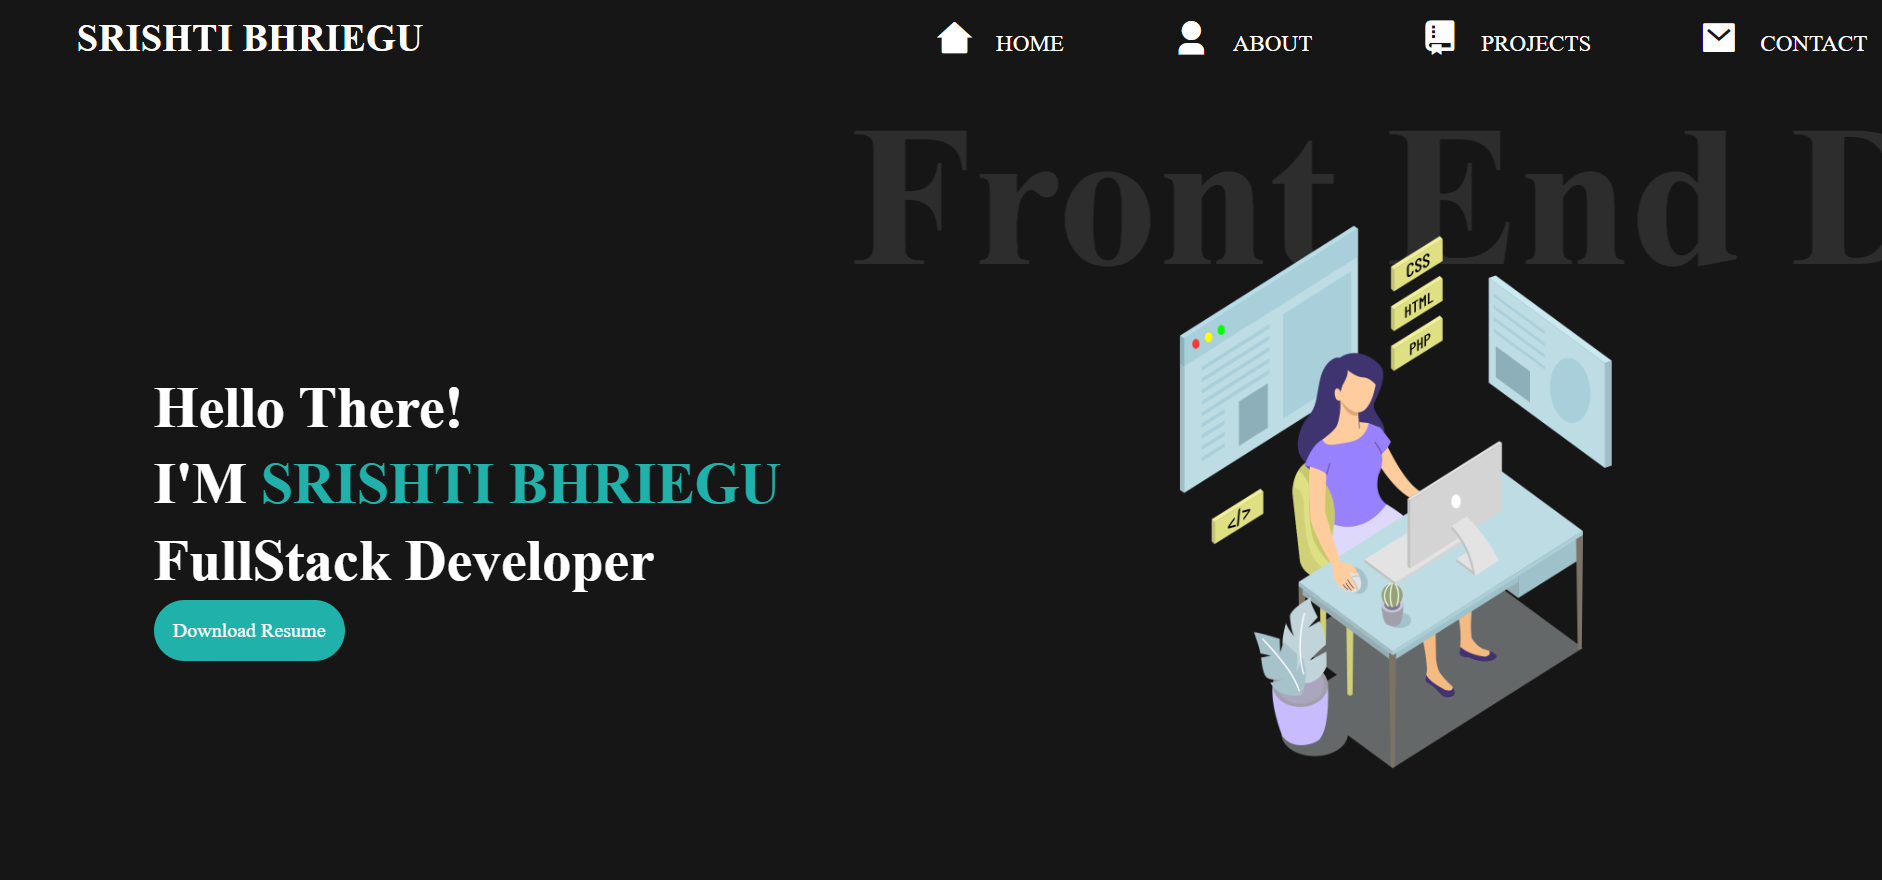 SRISHTI BHRIEGU
HOME
ABOUT
PROJECTS
CONTACT
Front End D
CSS
HTML
PHP
Hello There!
I'M SRISHTI BHRIEGU
</>
FullStack Developer
Download Resume